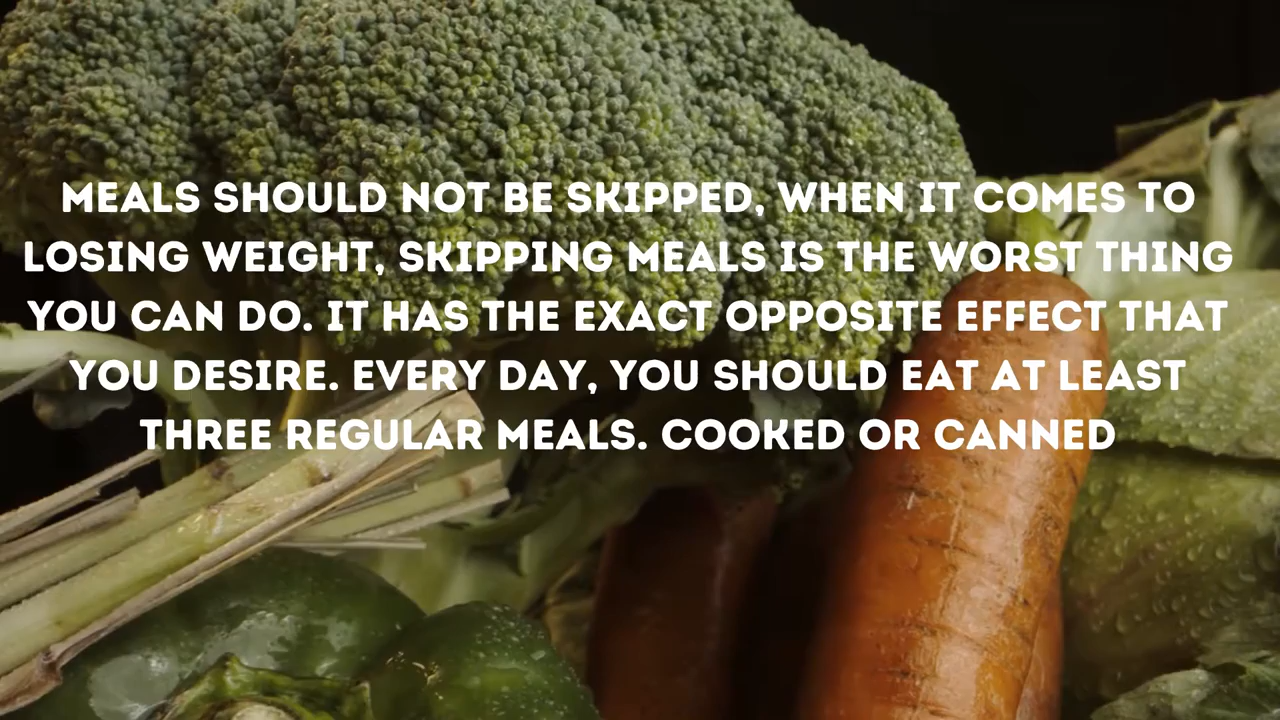 MEALS SHOULD NOT BE SKIPPED, WHEN IT COMES TO
LOSING WEIGHT, SKIPPING MEALS IS THE WORST THING
YOU CAN DO. IT HAS THE EXACT OPPOSITE EFFECT THAT
YOU DESIRE. EVERY DAY, YOU SHOULD EAT AT LEAST
THREE REGULAR MEALS. COOKED OR CANNED